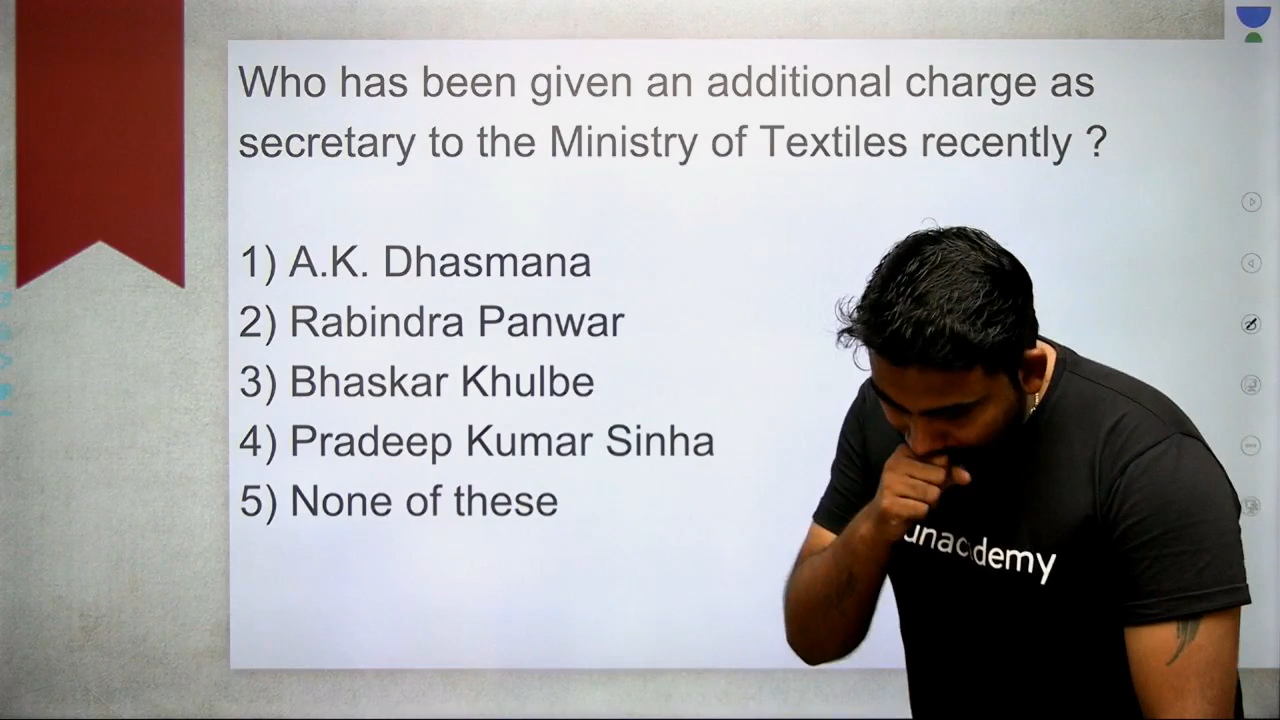 Who has been given an additional charge as
secretary to the Ministry of Textiles recently ?
1) A.K. Dhasmana
2) Rabindra Panwar
3) Bhaskar Khulbe
4) Pradeep Kumar Sinha
5) None of these
unacademy